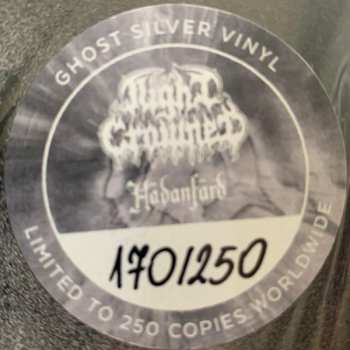 GHOST SILVER VINYL
Night
Crowned
Hädanfärd
170/250
LIMITED TO 250 COPIES WORLDWIDE